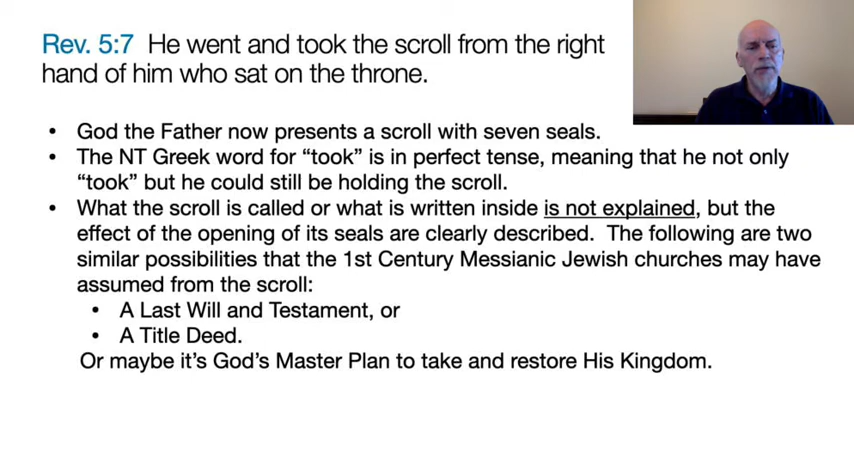 Rev. 5:7 He went and took the scroll from the right
hand of him who sat on the throne.
• God the Father now presents a scroll with seven seals.
• The NT Greek word for “took” is in perfect tense, meaning that he not only
“took” but he could still be holding the scroll.
• What the scroll is called or what is written inside is not explained, but the
effect of the opening of its seals are clearly described. The following are two
similar possibilities that the 1st Century Messianic Jewish churches may have
assumed from the scroll:
• A Last Will and Testament, or
• A Title Deed.
Or maybe it’s God’s Master Plan to take and restore His Kingdom.